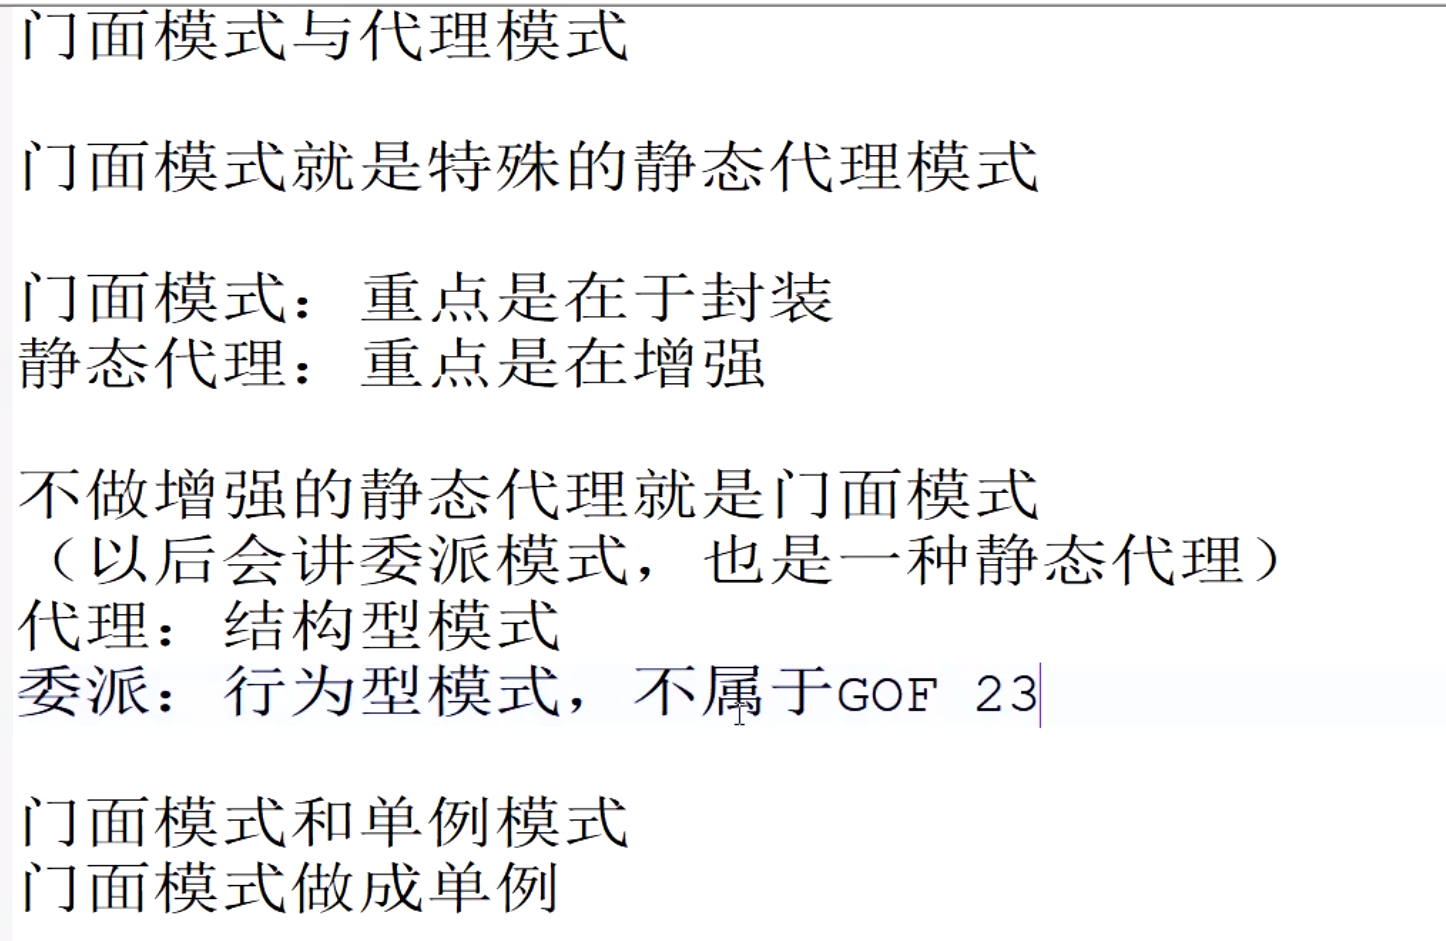 门面模式与代理模式
门面模式就是特殊的静态代理模式
门面模式：重点是在于封装
静态代理：重点是在增强
不做增强的静态代理就是门面模式
（以后会讲委派模式，也是一种静态代理）
代理：结构型模式
委派：行为型模式，不属于GOF 23
门面模式和单例模式
门面模式做成单例